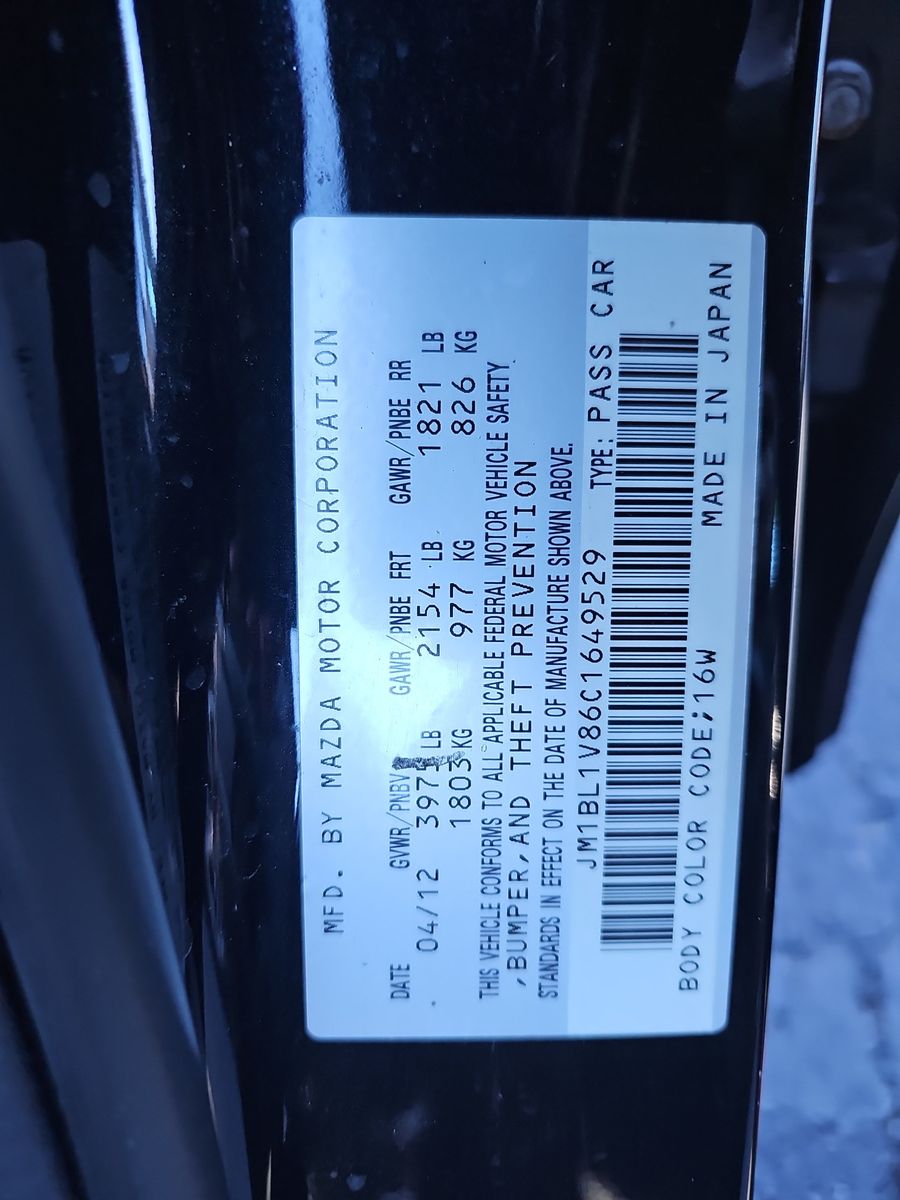 MFD. BY MAZDA MOTOR CORPORATION
DATE GVWR/PNBV GAWR/PNBE FRT GAWR/PNBE RR
04/12 3971 LB 2154 LB 1821 LB
1803 KG 977 KG 826 KG
THIS VEHICLE CONFORMS TO ALL APPLICABLE FEDERAL MOTOR VEHICLE SAFETY
,BUMPER,AND THEFT PREVENTION
STANDARDS IN EFFECT ON THE DATE OF MANUFACTURE SHOWN ABOVE.
JM1BL1V86C1649529 TYPE: PASS CAR
BODY COLOR CODE;16W MADE IN JAPAN